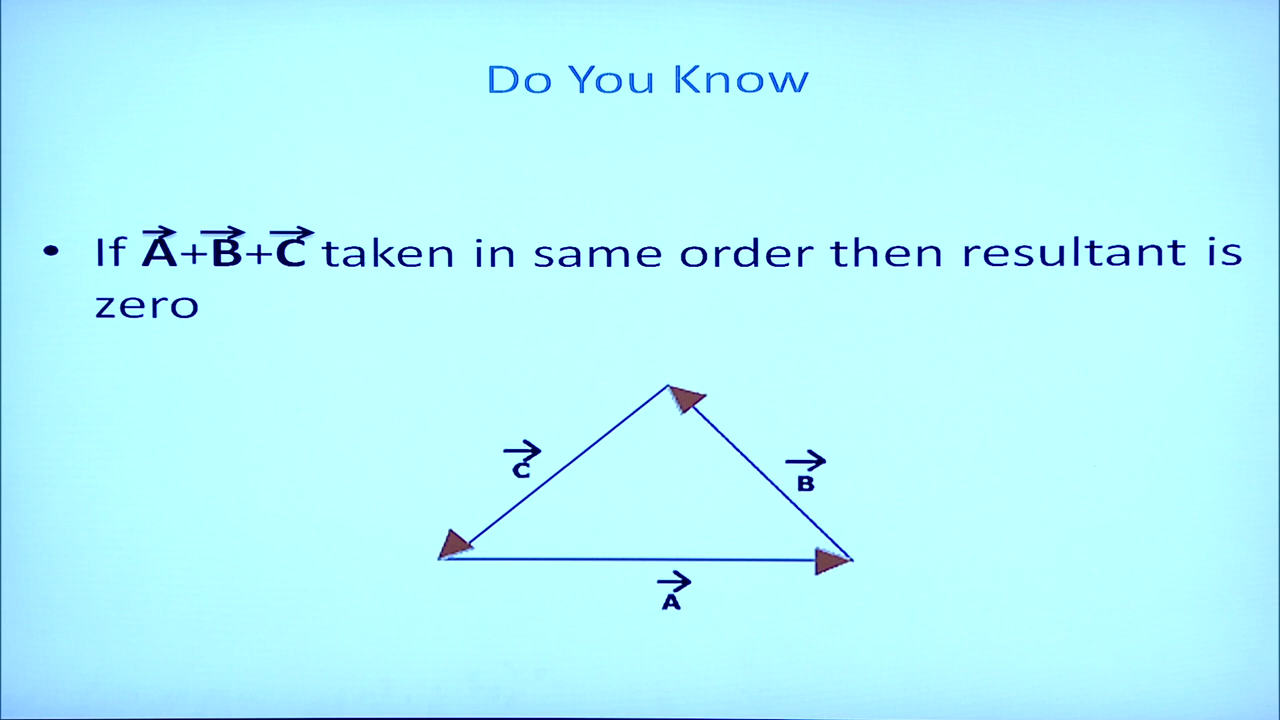 Do You Know
• If A⃗+B⃗+C⃗ taken in same order then resultant is
zero
C⃗
B⃗
A⃗